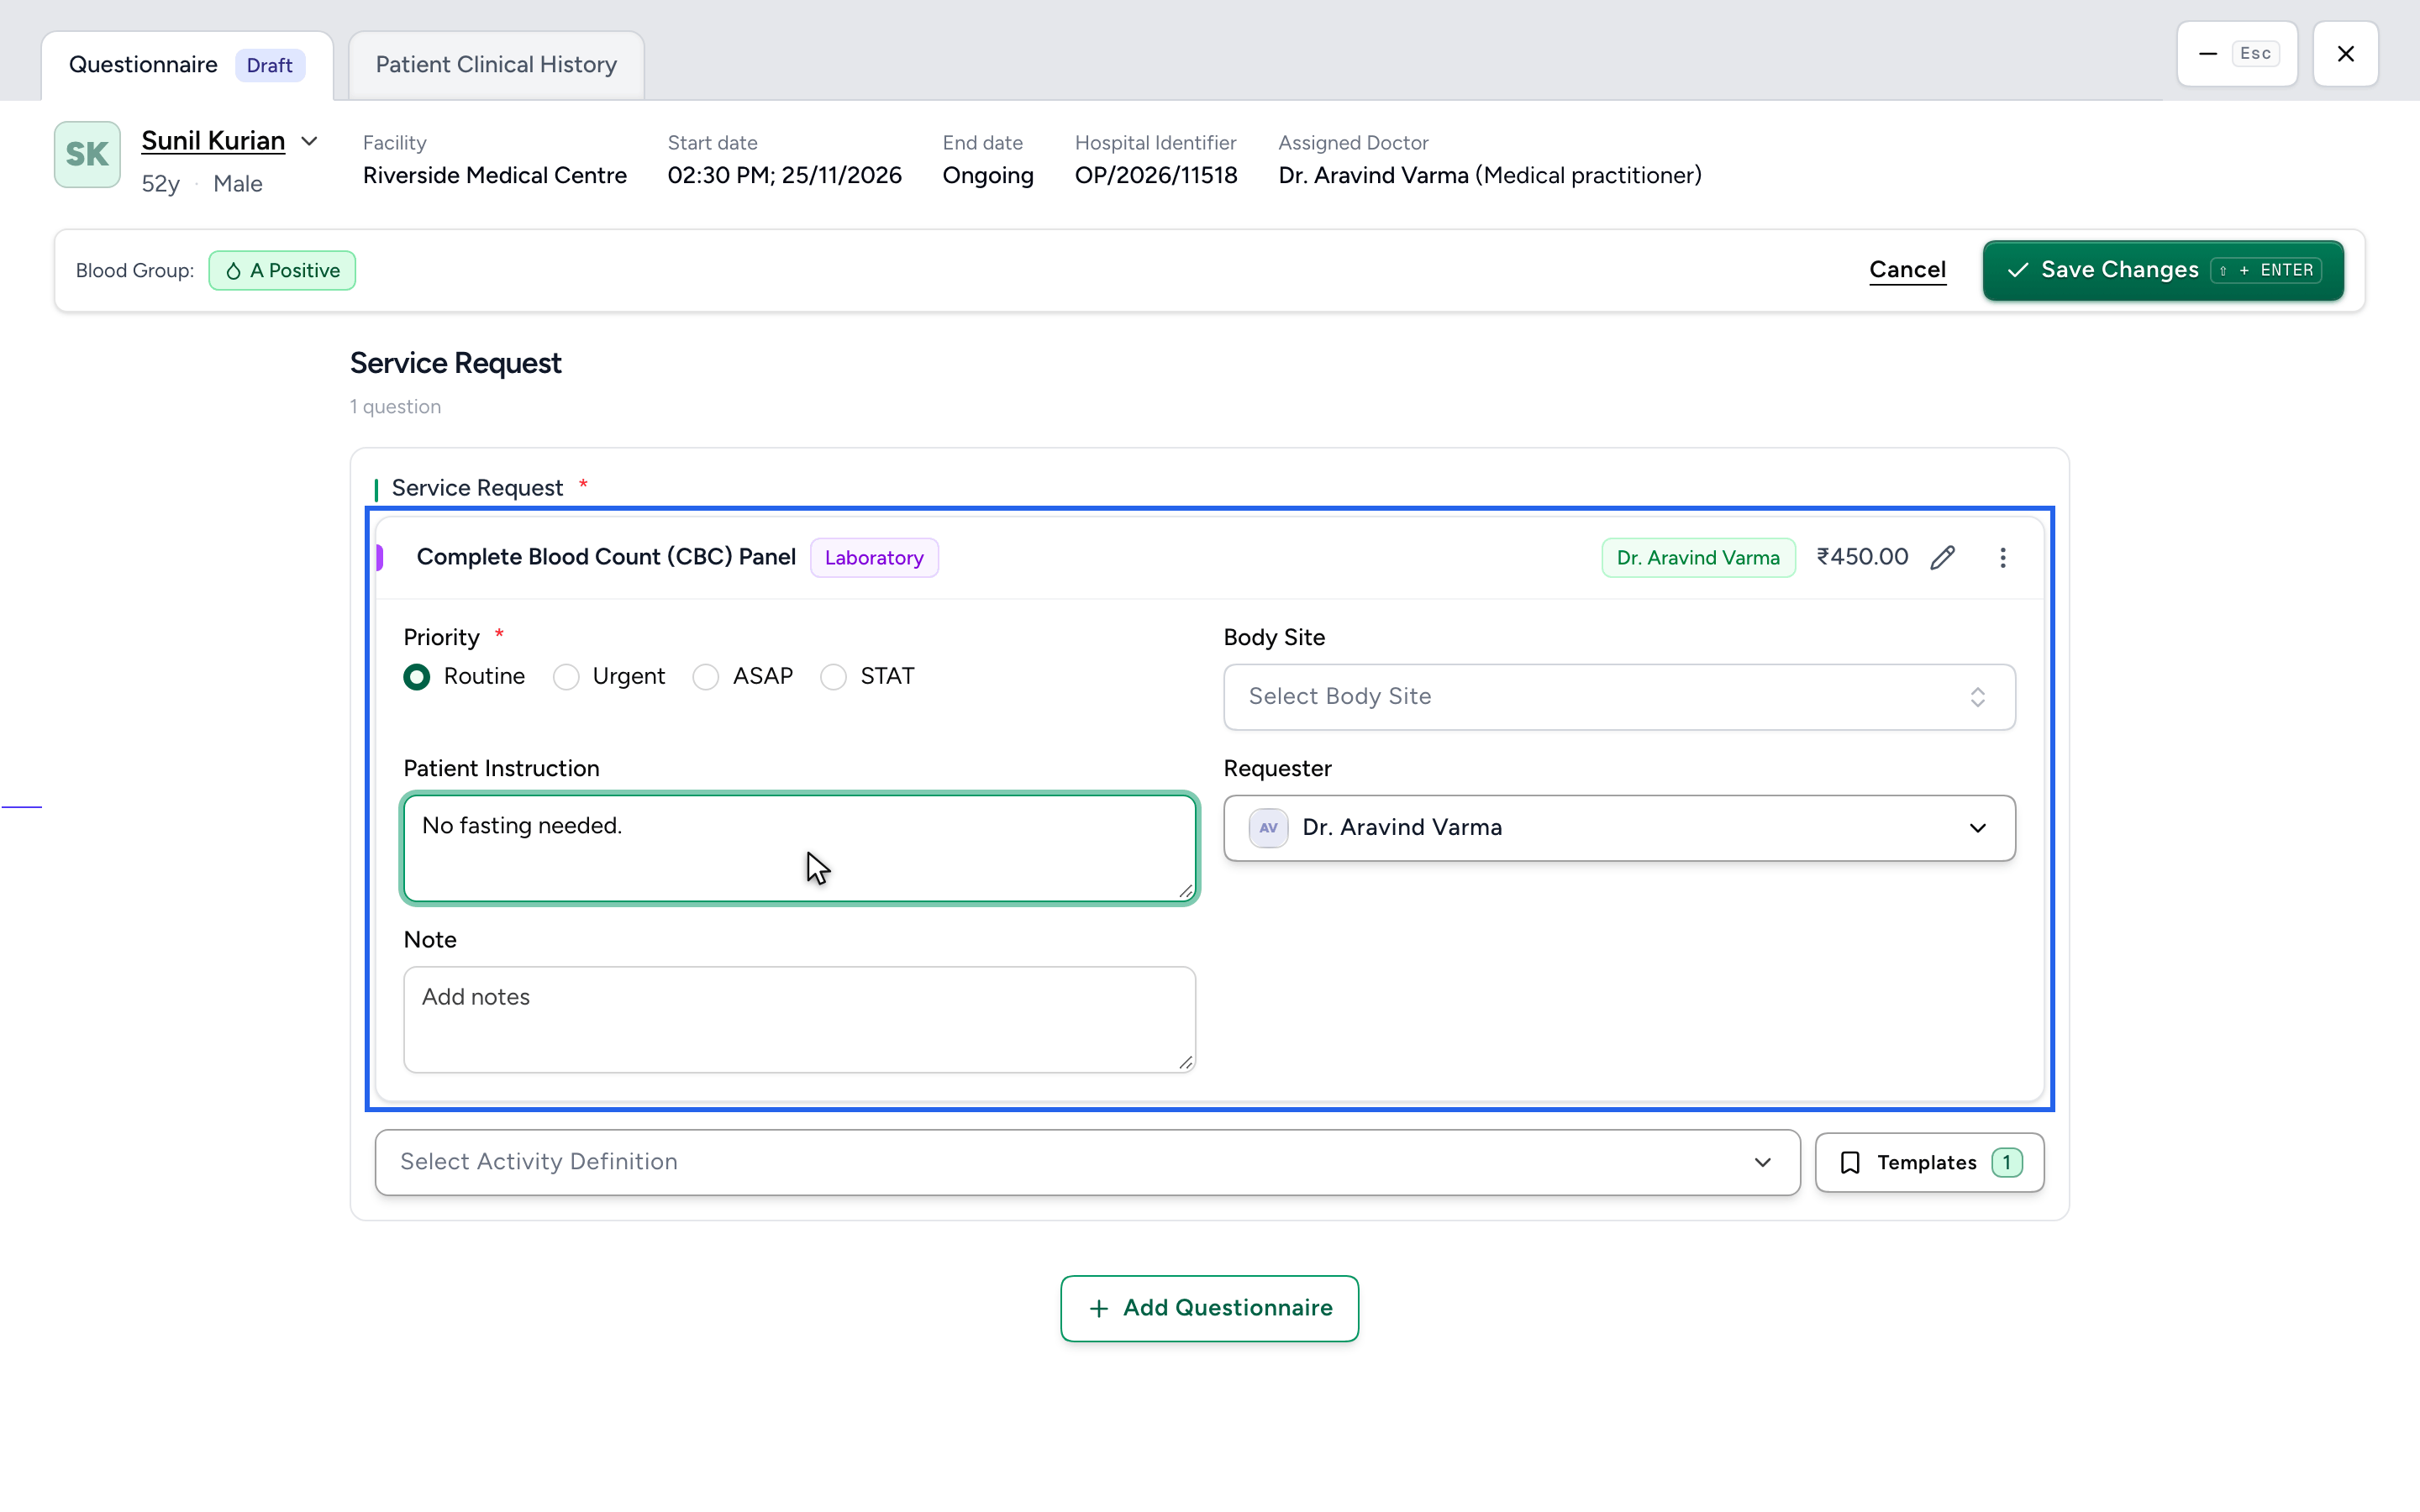 Questionnaire Draft
Patient Clinical History
Esc
SK
Sunil Kurian
52y · Male
Facility
Riverside Medical Centre
Start date
02:30 PM; 25/11/2026
End date
Ongoing
Hospital Identifier
OP/2026/11518
Assigned Doctor
Dr. Aravind Varma (Medical practitioner)
Blood Group: A Positive
Cancel
Save Changes ⇧ + ENTER
Service Request
1 question
Service Request *
Complete Blood Count (CBC) Panel Laboratory
Dr. Aravind Varma ₹450.00
Priority *
Routine Urgent ASAP STAT
Body Site
Select Body Site
Patient Instruction
No fasting needed.
Requester
AV Dr. Aravind Varma
Note
Add notes
Select Activity Definition
Templates 1
+ Add Questionnaire